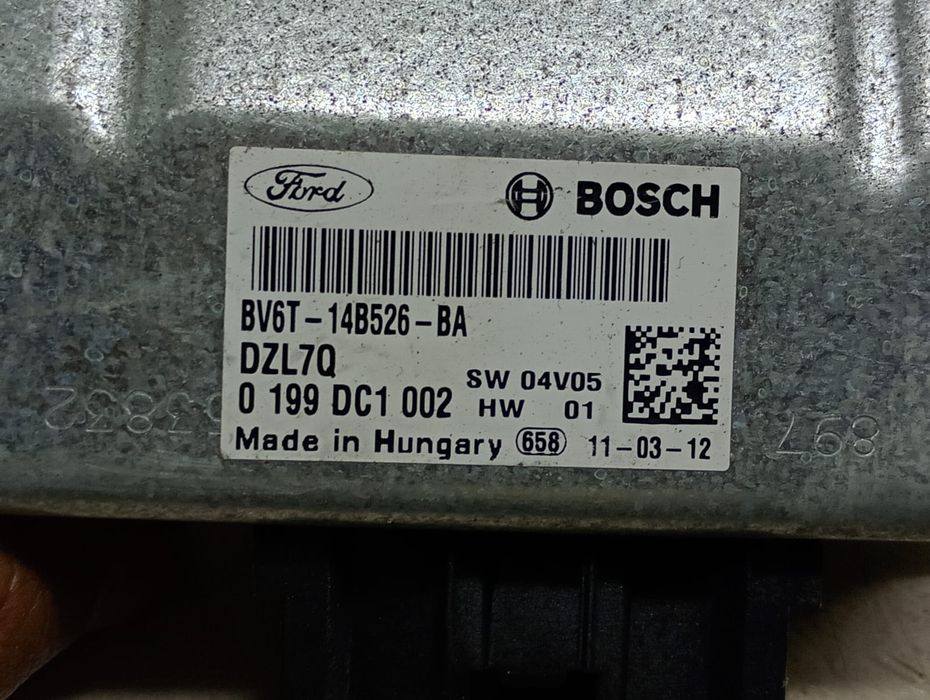 Ford
BOSCH
BV6T-14B526-BA
DZL7Q
SW 04V05
0 199 DC1 002
HW 01
Made in Hungary 658 11-03-12